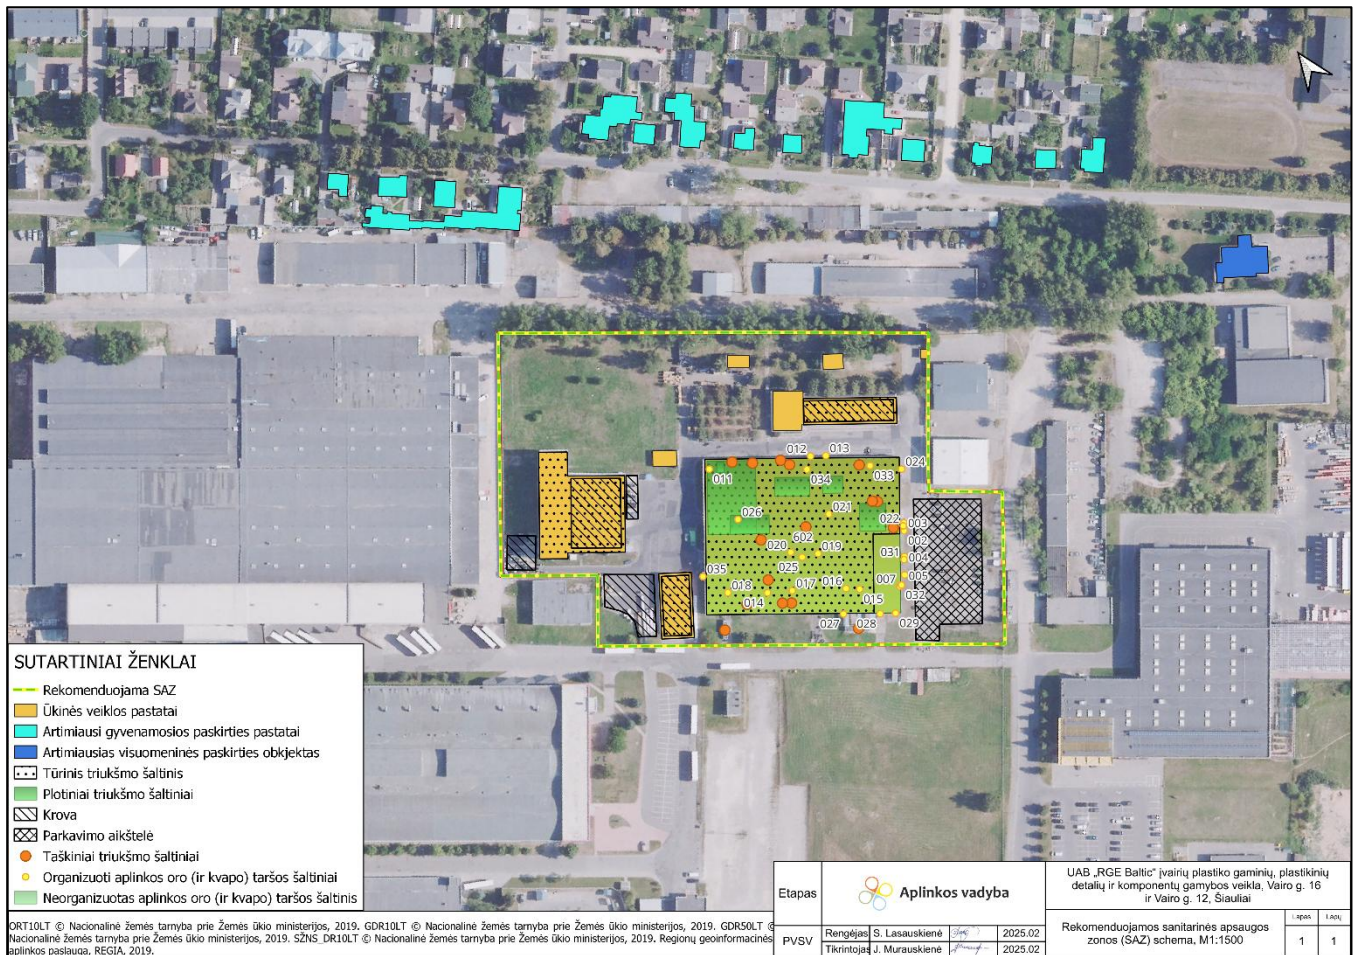 012
013
011
034
033
024
026
021
022
003
002
602
020
019
031
004
025
035
005
007
018
017
016
032
014
015
027
028
029
SUTARTINIAI ŽENKLAI
Rekomenduojama SAZ
Ūkinės veiklos pastatai
Artimiausi gyvenamosios paskirties pastatai
Artimiausias visuomeninės paskirties obkjektas
Tūrinis triukšmo šaltinis
Plotiniai triukšmo šaltiniai
Krova
Parkavimo aikštelė
Taškiniai triukšmo šaltiniai
Organizuoti aplinkos oro (ir kvapo) taršos šaltiniai
Neorganizuotas aplinkos oro (ir kvapo) taršos šaltinis
ORT10LT © Nacionalinė žemės tarnyba prie Žemės ūkio ministerijos, 2019. GDR10LT © Nacionalinė žemės tarnyba prie Žemės ūkio ministerijos, 2019. GDR50LT ©
Nacionalinė žemės tarnyba prie Žemės ūkio ministerijos, 2019. SŽNS_DR10LT © Nacionalinė žemės tarnyba prie Žemės ūkio ministerijos, 2019. Regionų geoinformacinės
aplinkos paslauga, REGIA, 2019.
Etapas
Aplinkos vadyba
UAB „RGE Baltic“ įvairių plastiko gaminių, plastikinių
detalių ir komponentų gamybos veikla, Vairo g. 16
ir Vairo g. 12, Šiauliai
PVSV
Rengėjas S. Lasauskienė 2025.02
Tikrintojas J. Murauskienė 2025.02
Rekomenduojamos sanitarinės apsaugos
zonos (SAZ) schema, M1:1500
Lapas Lapų
1 1